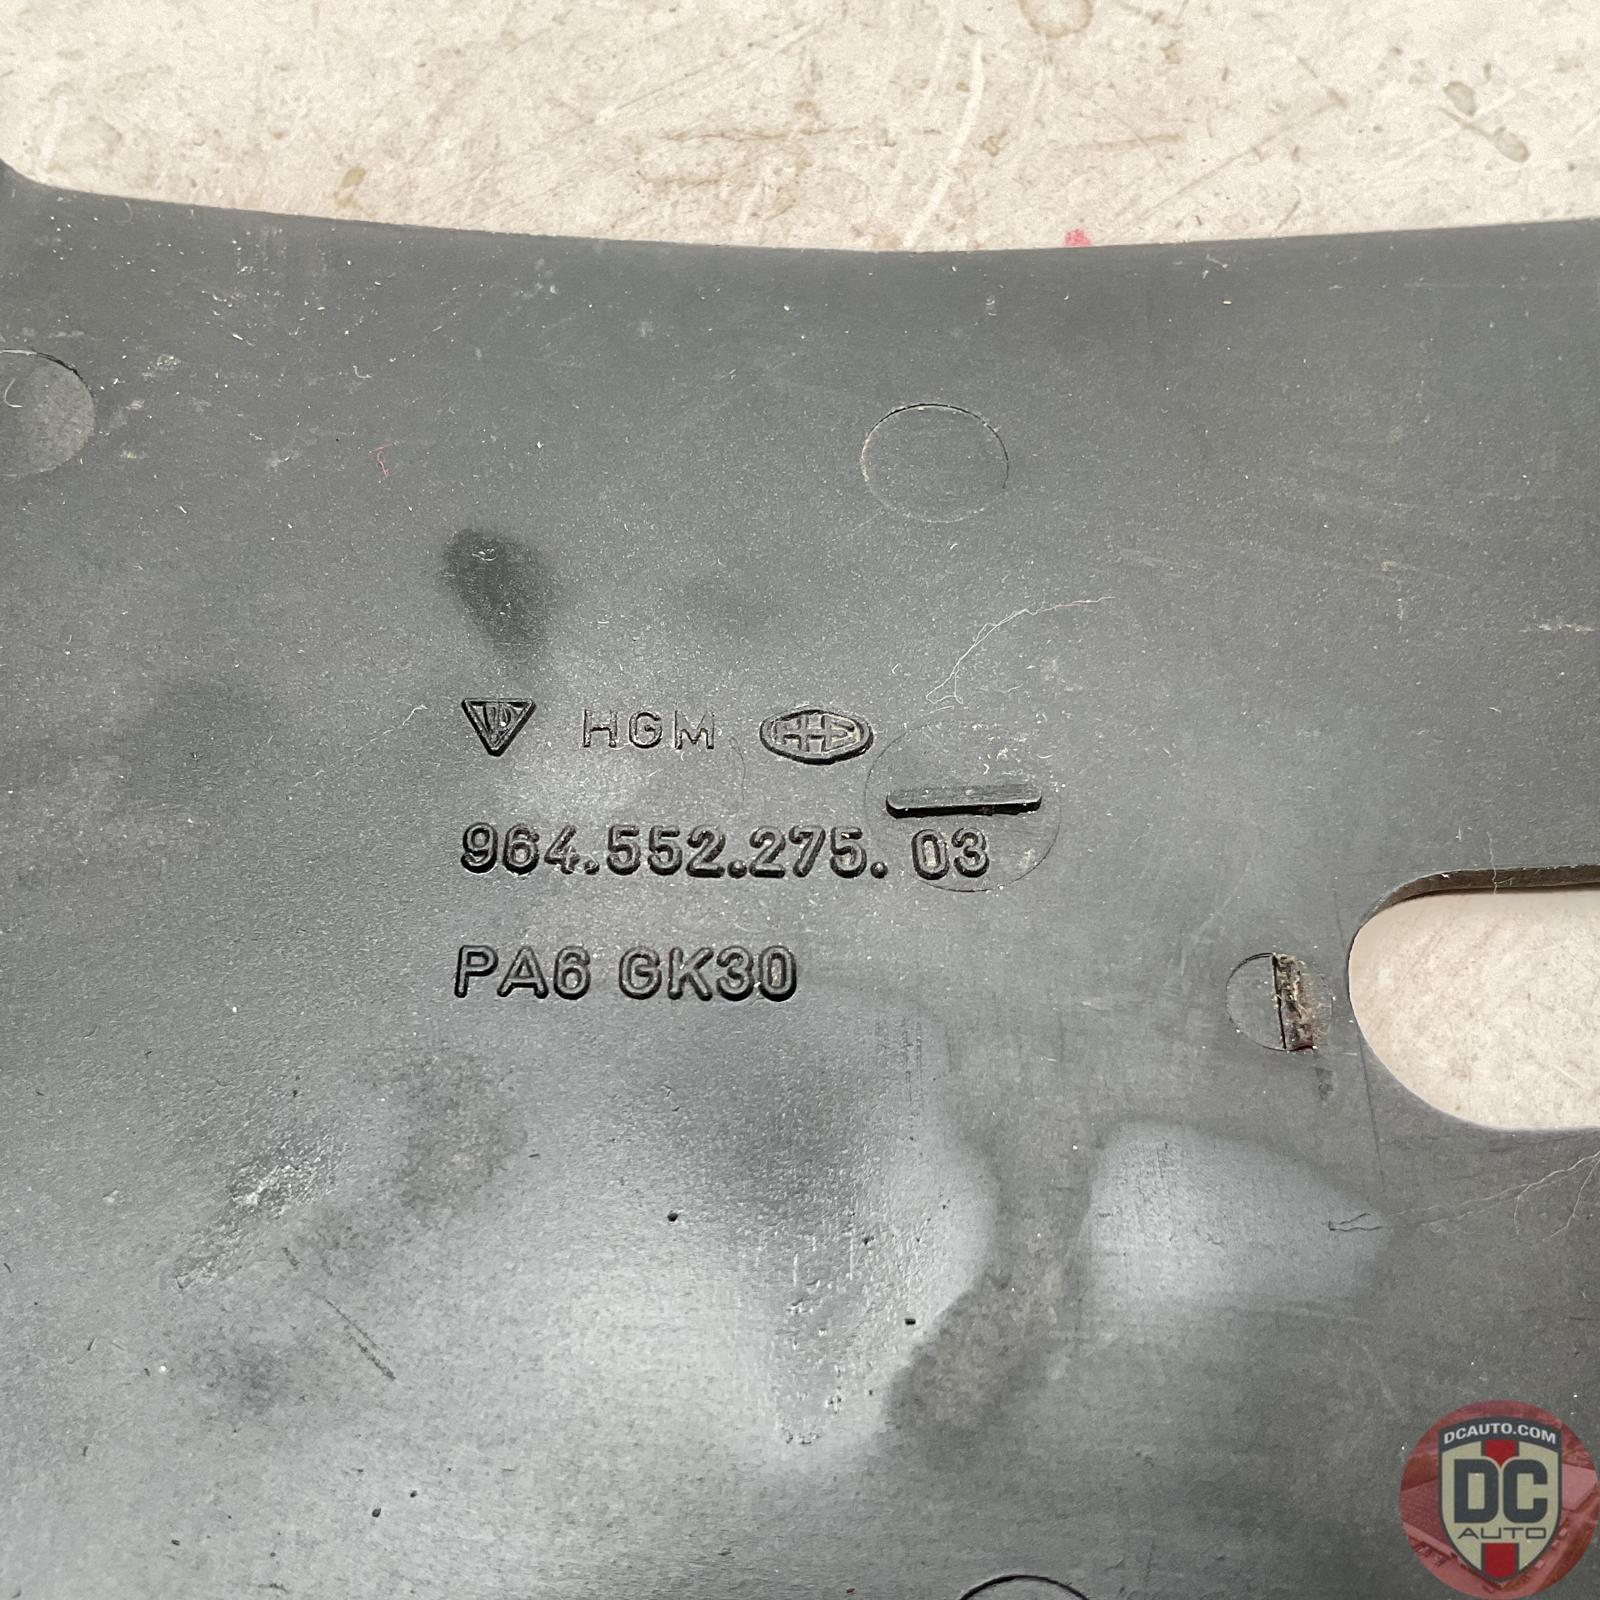 HGM
964.552.275.03
PA6 GK30
DCAUTO.COM
DC
AUTO